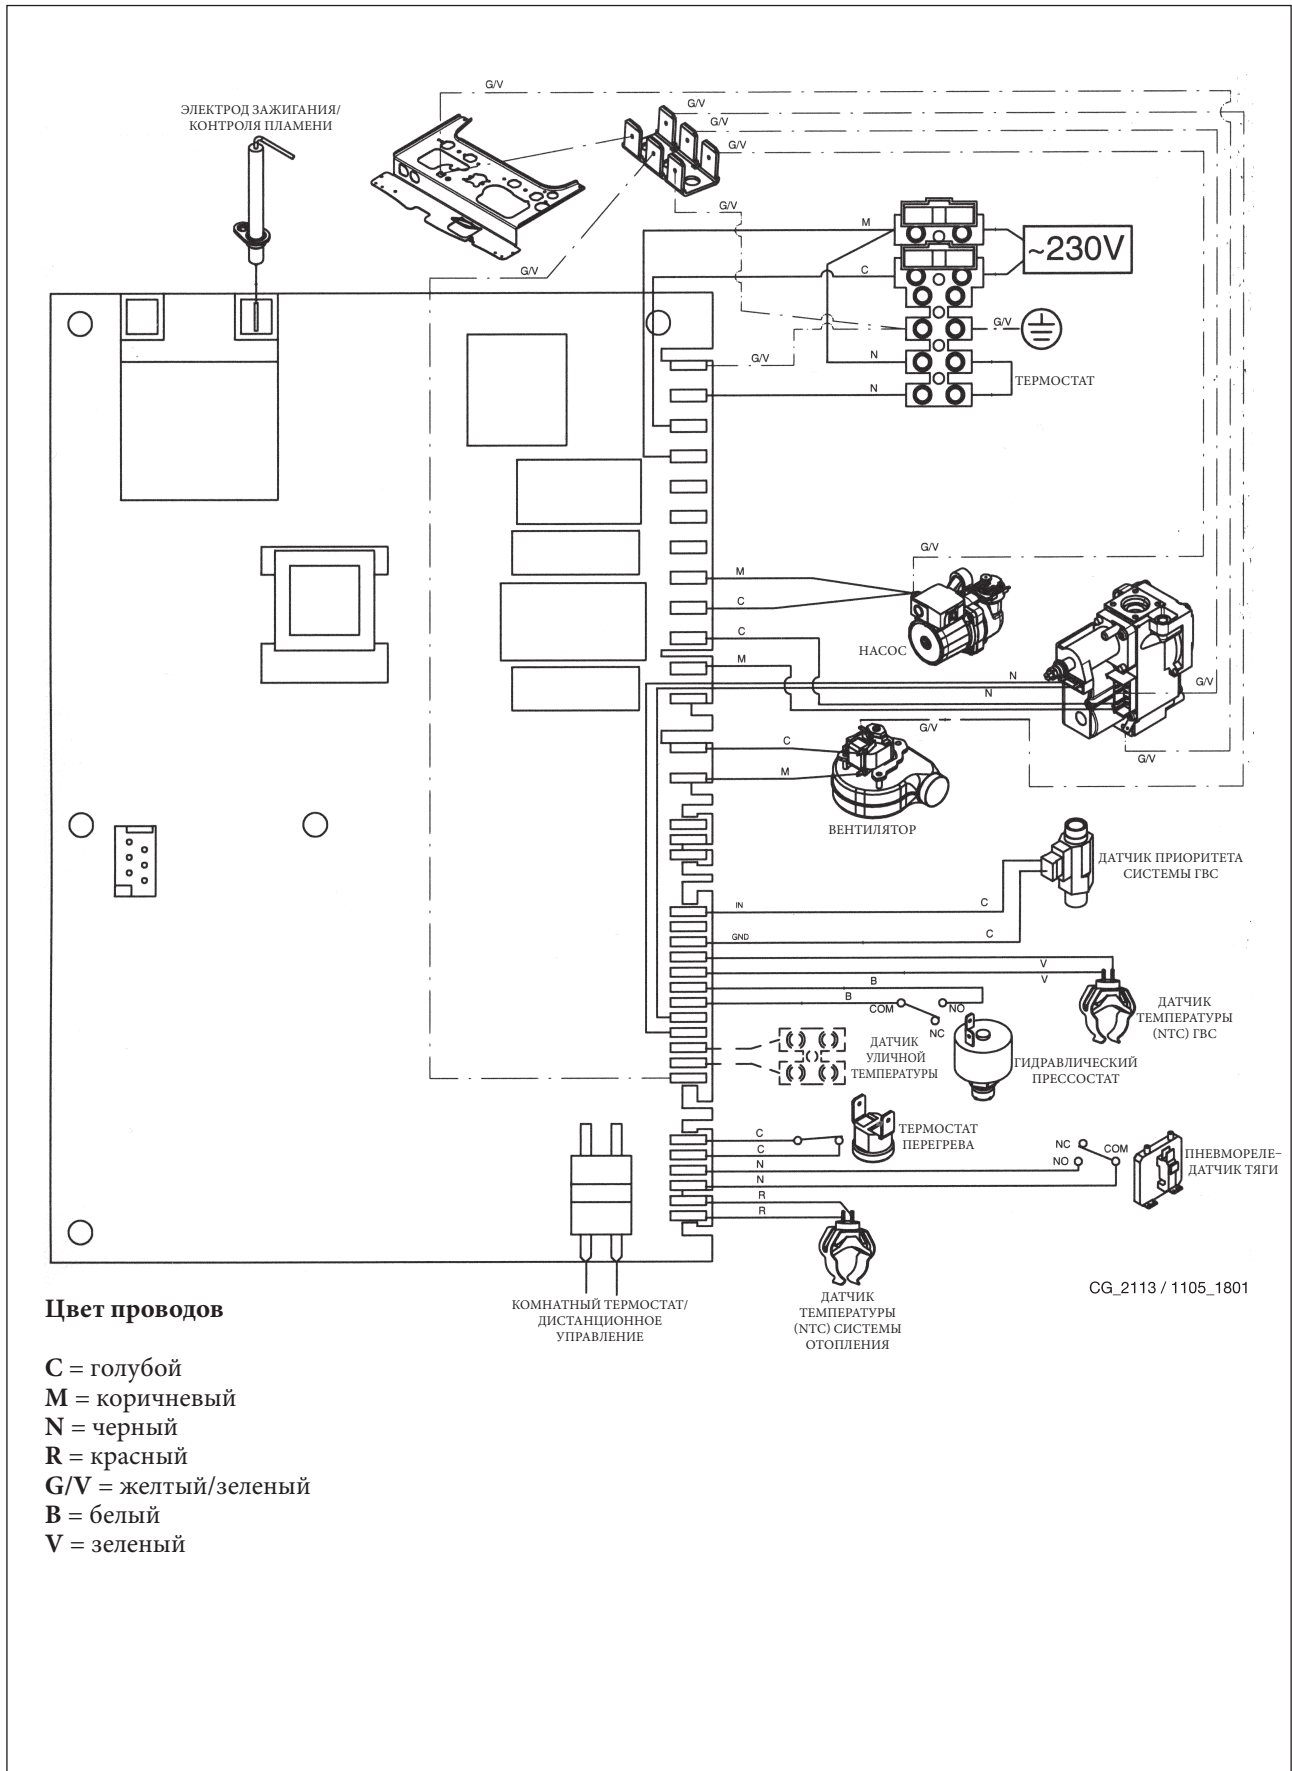 G/V
ЭЛЕКТРОД ЗАЖИГАНИЯ/
КОНТРОЛЯ ПЛАМЕНИ
G/V
G/V
G/V
G/V
M
~230V
C
G/V
G/V
G/V
N
ТЕРМОСТАТ
N
G/V
M
C
C
НАСОС
M
N
N
G/V
G/V
G/V
C
M
ВЕНТИЛЯТОР
ДАТЧИК ПРИОРИТЕТА
СИСТЕМЫ ГВС
IN
C
GND
C
V
V
B
B
COM
NO
NC
ДАТЧИК
ТЕМПЕРАТУРЫ
(NTC) ГВС
ДАТЧИК
УЛИЧНОЙ
ТЕМПЕРАТУРЫ
ГИДРАВЛИЧЕСКИЙ
ПРЕССОСТАТ
ТЕРМОСТАТ
ПЕРЕГРЕВА
C
C
N
N
R
R
NC
COM
NO
ПНЕВМОРЕЛЕ-
ДАТЧИК ТЯГИ
CG_2113 / 1105_1801
КОМНАТНЫЙ ТЕРМОСТАТ/
ДИСТАНЦИОННОЕ
УПРАВЛЕНИЕ
ДАТЧИК
ТЕМПЕРАТУРЫ
(NTC) СИСТЕМЫ
ОТОПЛЕНИЯ
Цвет проводов
C = голубой
M = коричневый
N = черный
R = красный
G/V = желтый/зеленый
B = белый
V = зеленый